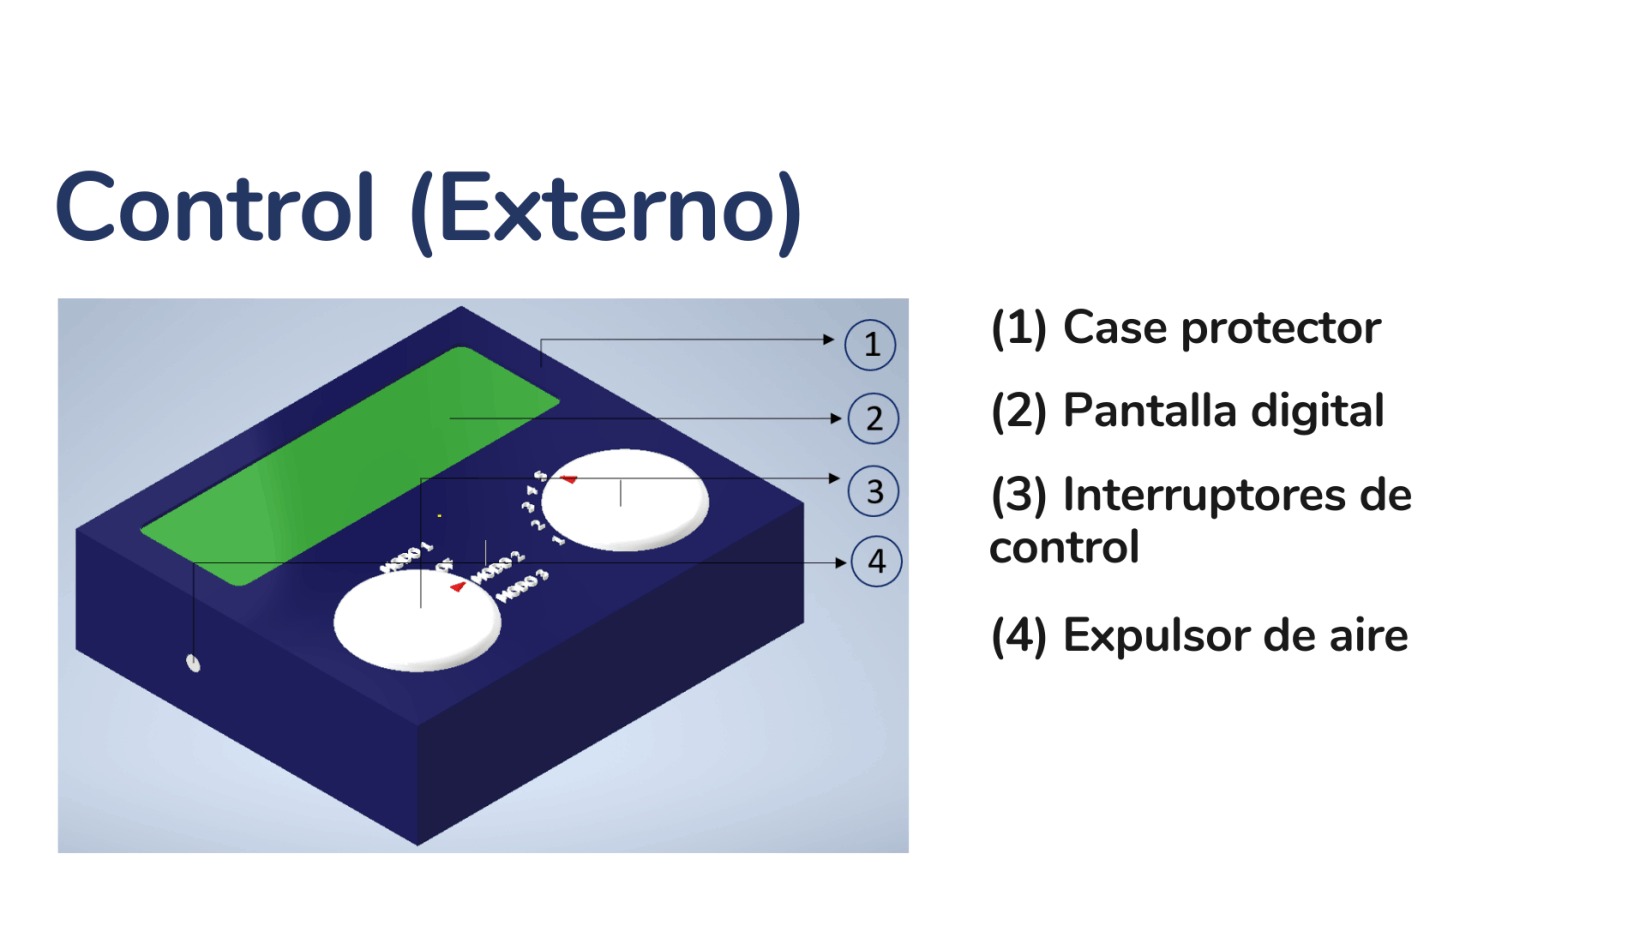 Control (Externo)
1
2
3
4
5
4
3
2
1
MODO 1
MODO 2
MODO 3
(1) Case protector
(2) Pantalla digital
(3) Interruptores de
control
(4) Expulsor de aire